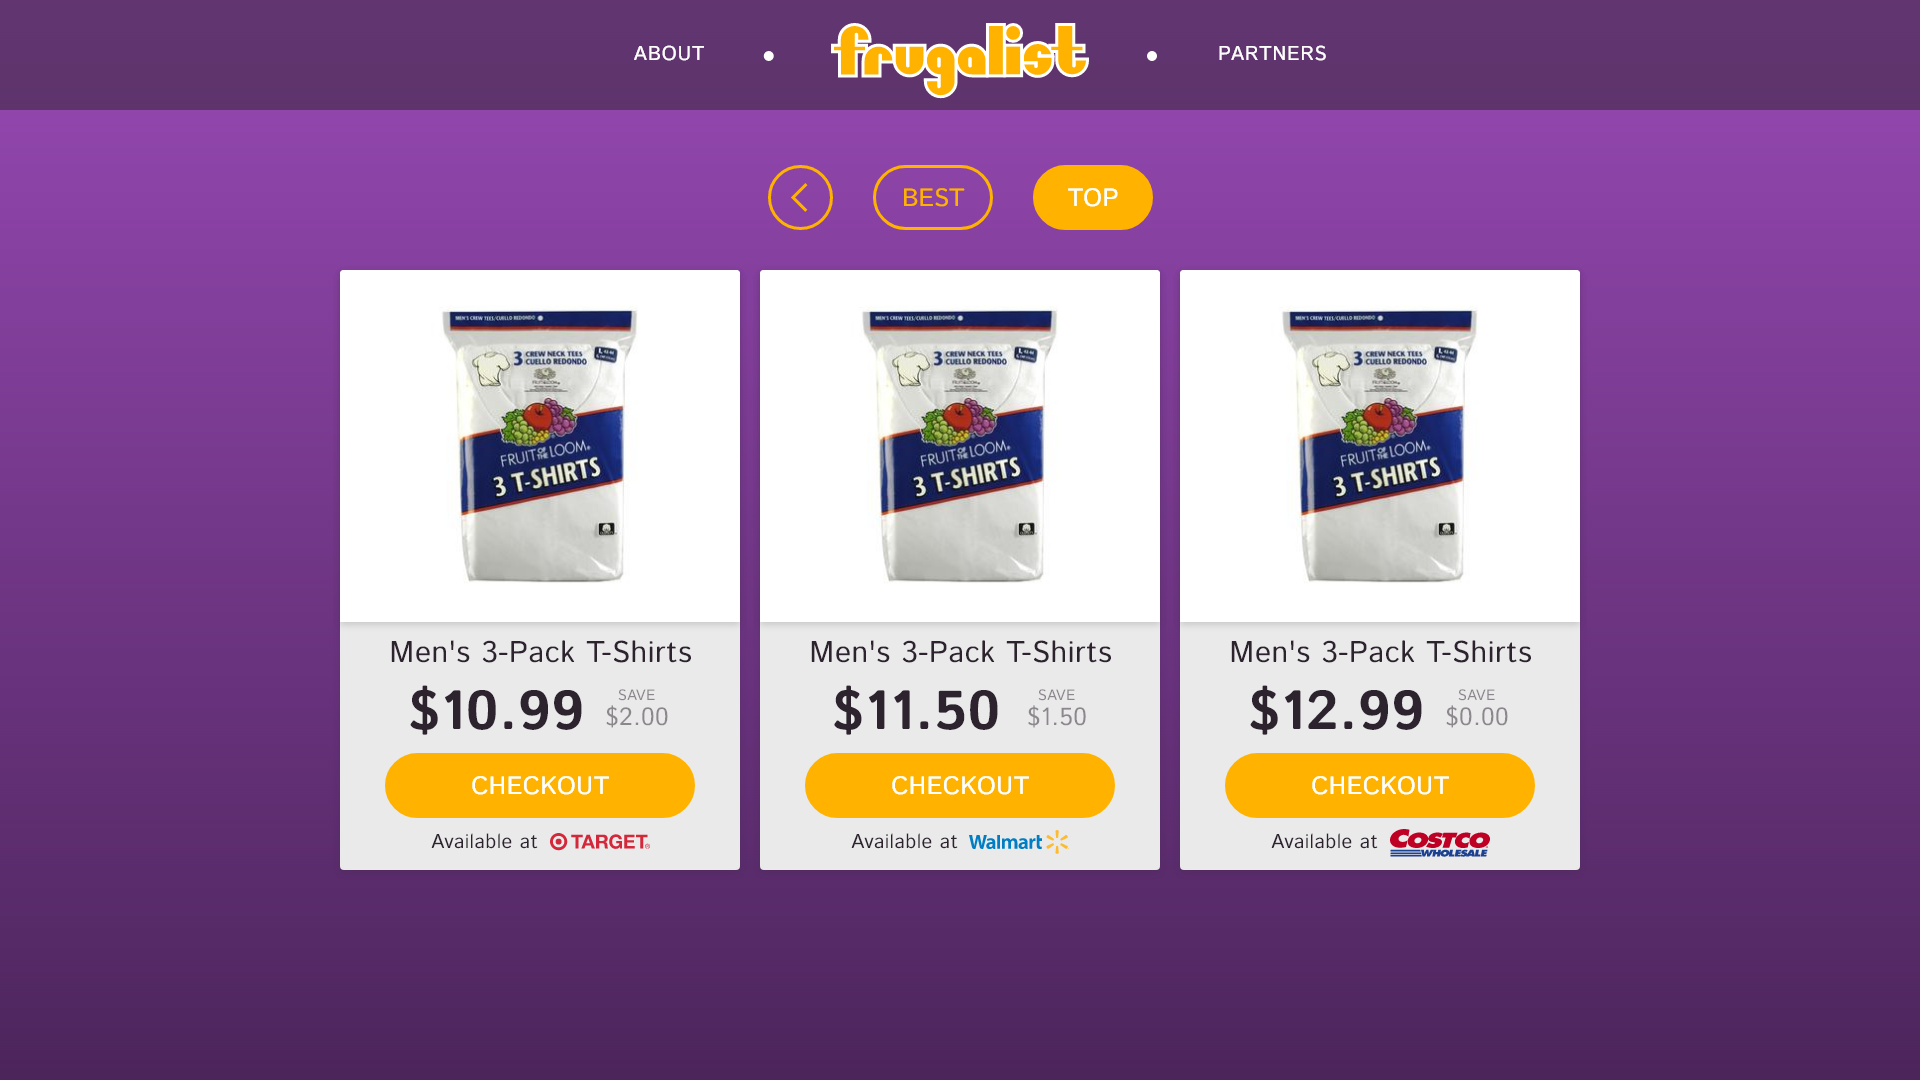 ABOUT
frugalist
PARTNERS
BEST
TOP
MEN'S CREW TEES/CUELLO REDONDO
3 CREW NECK TEES
CUELLO REDONDO
L
FRUIT OF THE LOOM®
3 T-SHIRTS
Men's 3-Pack T-Shirts
$10.99
SAVE
$2.00
CHECKOUT
Available at TARGET
MEN'S CREW TEES/CUELLO REDONDO
3 CREW NECK TEES
CUELLO REDONDO
L
FRUIT OF THE LOOM®
3 T-SHIRTS
Men's 3-Pack T-Shirts
$11.50
SAVE
$1.50
CHECKOUT
Available at Walmart
MEN'S CREW TEES/CUELLO REDONDO
3 CREW NECK TEES
CUELLO REDONDO
L
FRUIT OF THE LOOM®
3 T-SHIRTS
Men's 3-Pack T-Shirts
$12.99
SAVE
$0.00
CHECKOUT
Available at COSTCO
WHOLESALE